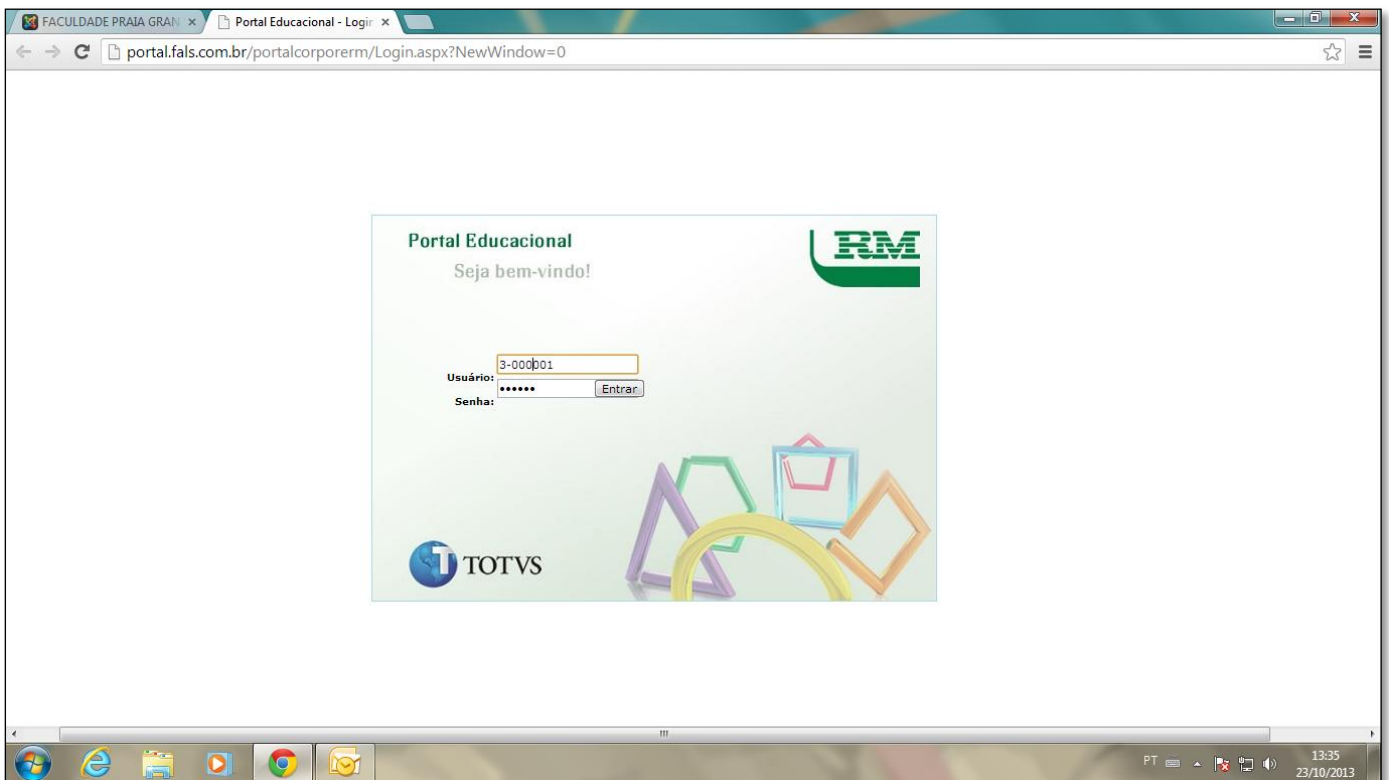 FACULDADE PRAIA GRAN
Portal Educacional - Login
portal.fals.com.br/portalcorporerm/Login.aspx?NewWindow=0
Portal Educacional
RM
Seja bem-vindo!
3-000001
Usuário:
•••••• Entrar
Senha:
TOTVS
PT
13:35
23/10/2013